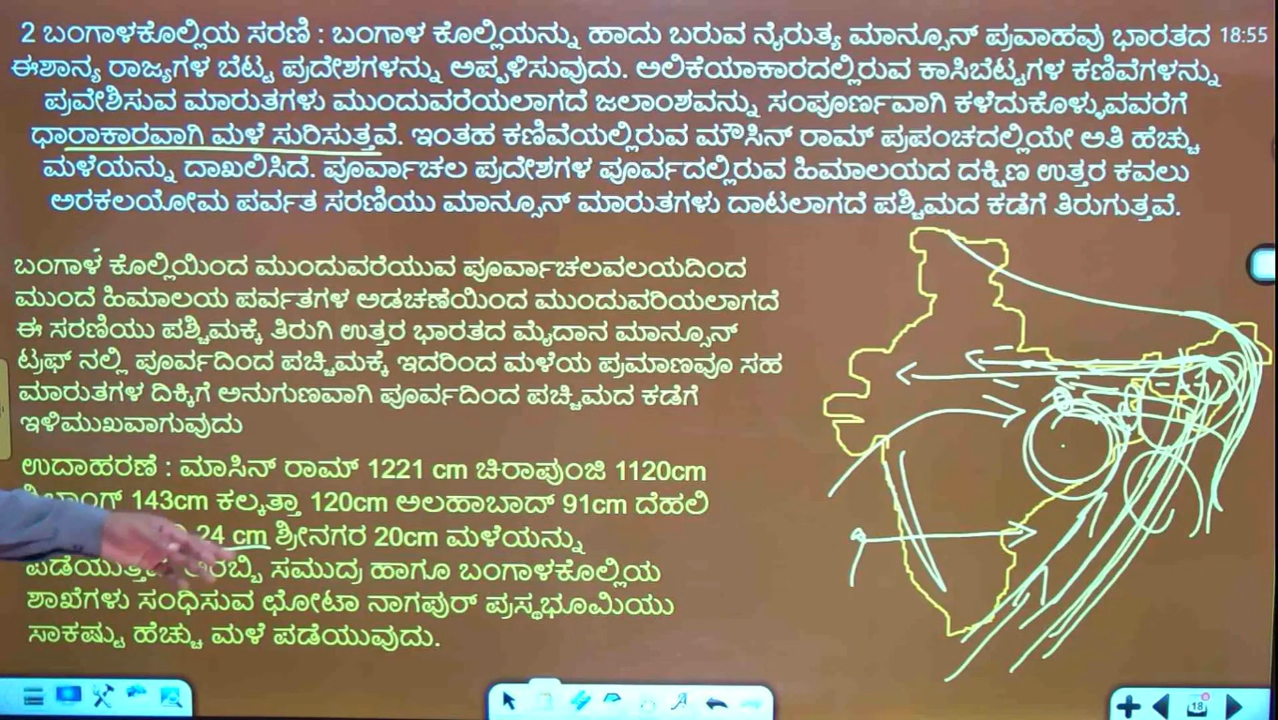 2 ಬಂಗಾಳಕೊಲ್ಲಿಯ ಸರಣಿ : ಬಂಗಾಳ ಕೊಲ್ಲಿಯನ್ನು ಹಾದು ಬರುವ ನೈರುತ್ಯ ಮಾನ್ಸೂನ್ ಪ್ರವಾಹವು ಭಾರತದ 18:55
ಈಶಾನ್ಯ ರಾಜ್ಯಗಳ ಬೆಟ್ಟ ಪ್ರದೇಶಗಳನ್ನು ಅಪ್ಪಳಿಸುವುದು. ಅಲಿಕೆಯಾಕಾರದಲ್ಲಿರುವ ಕಾಸಿಬೆಟ್ಟಗಳ ಕಣಿವೆಗಳನ್ನು
ಪ್ರವೇಶಿಸುವ ಮಾರುತಗಳು ಮುಂದುವರೆಯಲಾಗದೆ ಜಲಾಂಶವನ್ನು ಸಂಪೂರ್ಣವಾಗಿ ಕಳೆದುಕೊಳ್ಳುವವರೆಗೆ
ಧಾರಾಕಾರವಾಗಿ ಮಳೆ ಸುರಿಸುತ್ತವೆ. ಇಂತಹ ಕಣಿವೆಯಲ್ಲಿರುವ ಮೌಸಿನ್ ರಾಮ್ ಪ್ರಪಂಚದಲ್ಲಿಯೇ ಅತಿ ಹೆಚ್ಚು
ಮಳೆಯನ್ನು ದಾಖಲಿಸಿದೆ. ಪೂರ್ವಾಚಲ ಪ್ರದೇಶಗಳ ಪೂರ್ವದಲ್ಲಿರುವ ಹಿಮಾಲಯದ ದಕ್ಷಿಣ ಉತ್ತರ ಕವಲು
ಅರಕಲಯೋಮ ಪರ್ವತ ಸರಣಿಯು ಮಾನ್ಸೂನ್ ಮಾರುತಗಳು ದಾಟಲಾಗದೆ ಪಶ್ಚಿಮದ ಕಡೆಗೆ ತಿರುಗುತ್ತವೆ.
ಬಂಗಾಳ ಕೊಲ್ಲಿಯಿಂದ ಮುಂದುವರೆಯುವ ಪೂರ್ವಾಚಲವಲಯದಿಂದ
ಮುಂದೆ ಹಿಮಾಲಯ ಪರ್ವತಗಳ ಅಡಚಣೆಯಿಂದ ಮುಂದುವರಿಯಲಾಗದೆ
ಈ ಸರಣಿಯು ಪಶ್ಚಿಮಕ್ಕೆ ತಿರುಗಿ ಉತ್ತರ ಭಾರತದ ಮೈದಾನ ಮಾನ್ಸೂನ್
ಟ್ರಫ್ ನಲ್ಲಿ ಪೂರ್ವದಿಂದ ಪಚ್ಚಿಮಕ್ಕೆ ಇದರಿಂದ ಮಳೆಯ ಪ್ರಮಾಣವೂ ಸಹ
ಮಾರುತಗಳ ದಿಕ್ಕಿಗೆ ಅನುಗುಣವಾಗಿ ಪೂರ್ವದಿಂದ ಪಚ್ಚಿಮದ ಕಡೆಗೆ
ಇಳಿಮುಖವಾಗುವುದು
ಉದಾಹರಣೆ : ಮಾಸಿನ್ ರಾಮ್ 1221 cm ಚಿರಾಪುಂಜಿ 1120cm
143cm ಕಲ್ಕತ್ತಾ 120cm ಅಲಹಾಬಾದ್ 91cm ದೆಹಲಿ
24 cm ಶ್ರೀನಗರ 20cm ಮಳೆಯನ್ನು
ಸಮುದ್ರ ಹಾಗೂ ಬಂಗಾಳಕೊಲ್ಲಿಯ
ಶಾಖೆಗಳು ಸಂಧಿಸುವ ಛೋಟಾ ನಾಗಪುರ್ ಪ್ರಸ್ಥಭೂಮಿಯು
ಸಾಕಷ್ಟು ಹೆಚ್ಚು ಮಳೆ ಪಡೆಯುವುದು.
18